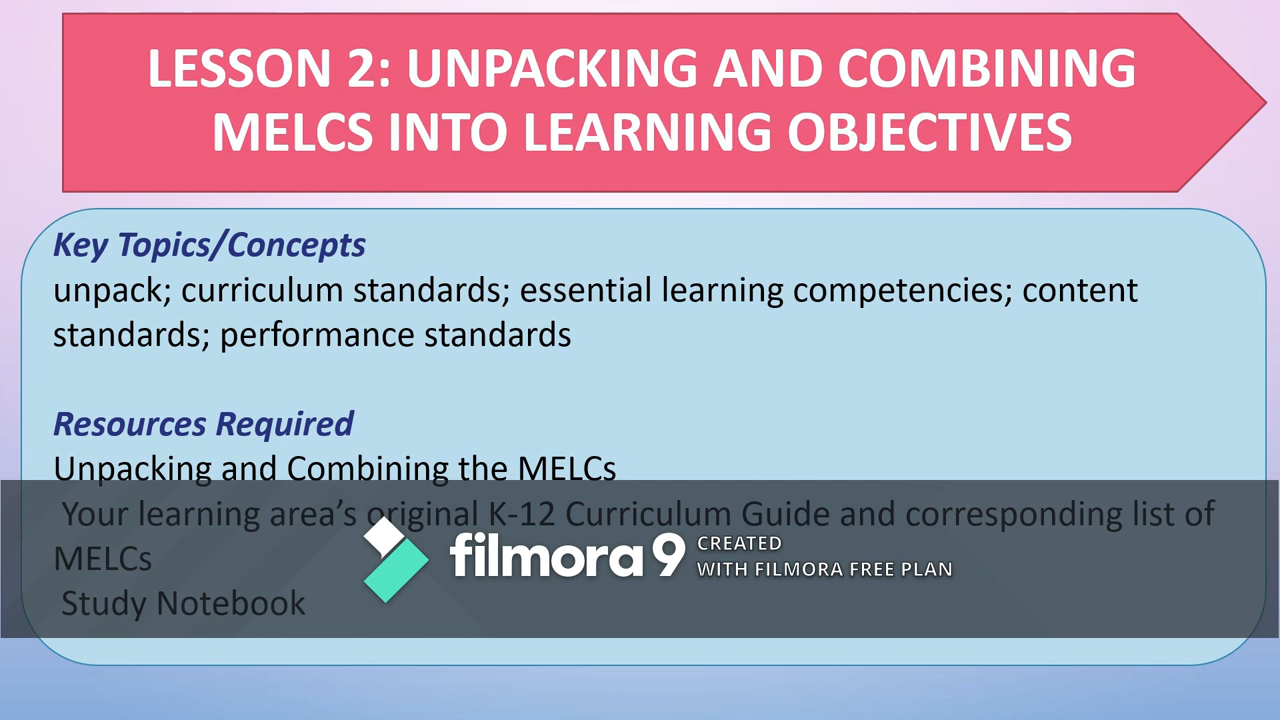 LESSON 2: UNPACKING AND COMBINING
MELCS INTO LEARNING OBJECTIVES
Key Topics/Concepts
unpack; curriculum standards; essential learning competencies; content
standards; performance standards
Resources Required
Unpacking and Combining the MELCs
Your learning area’s original K-12 Curriculum Guide and corresponding list of
MELCs
Study Notebook
filmora 9
CREATED
WITH FILMORA FREE PLAN